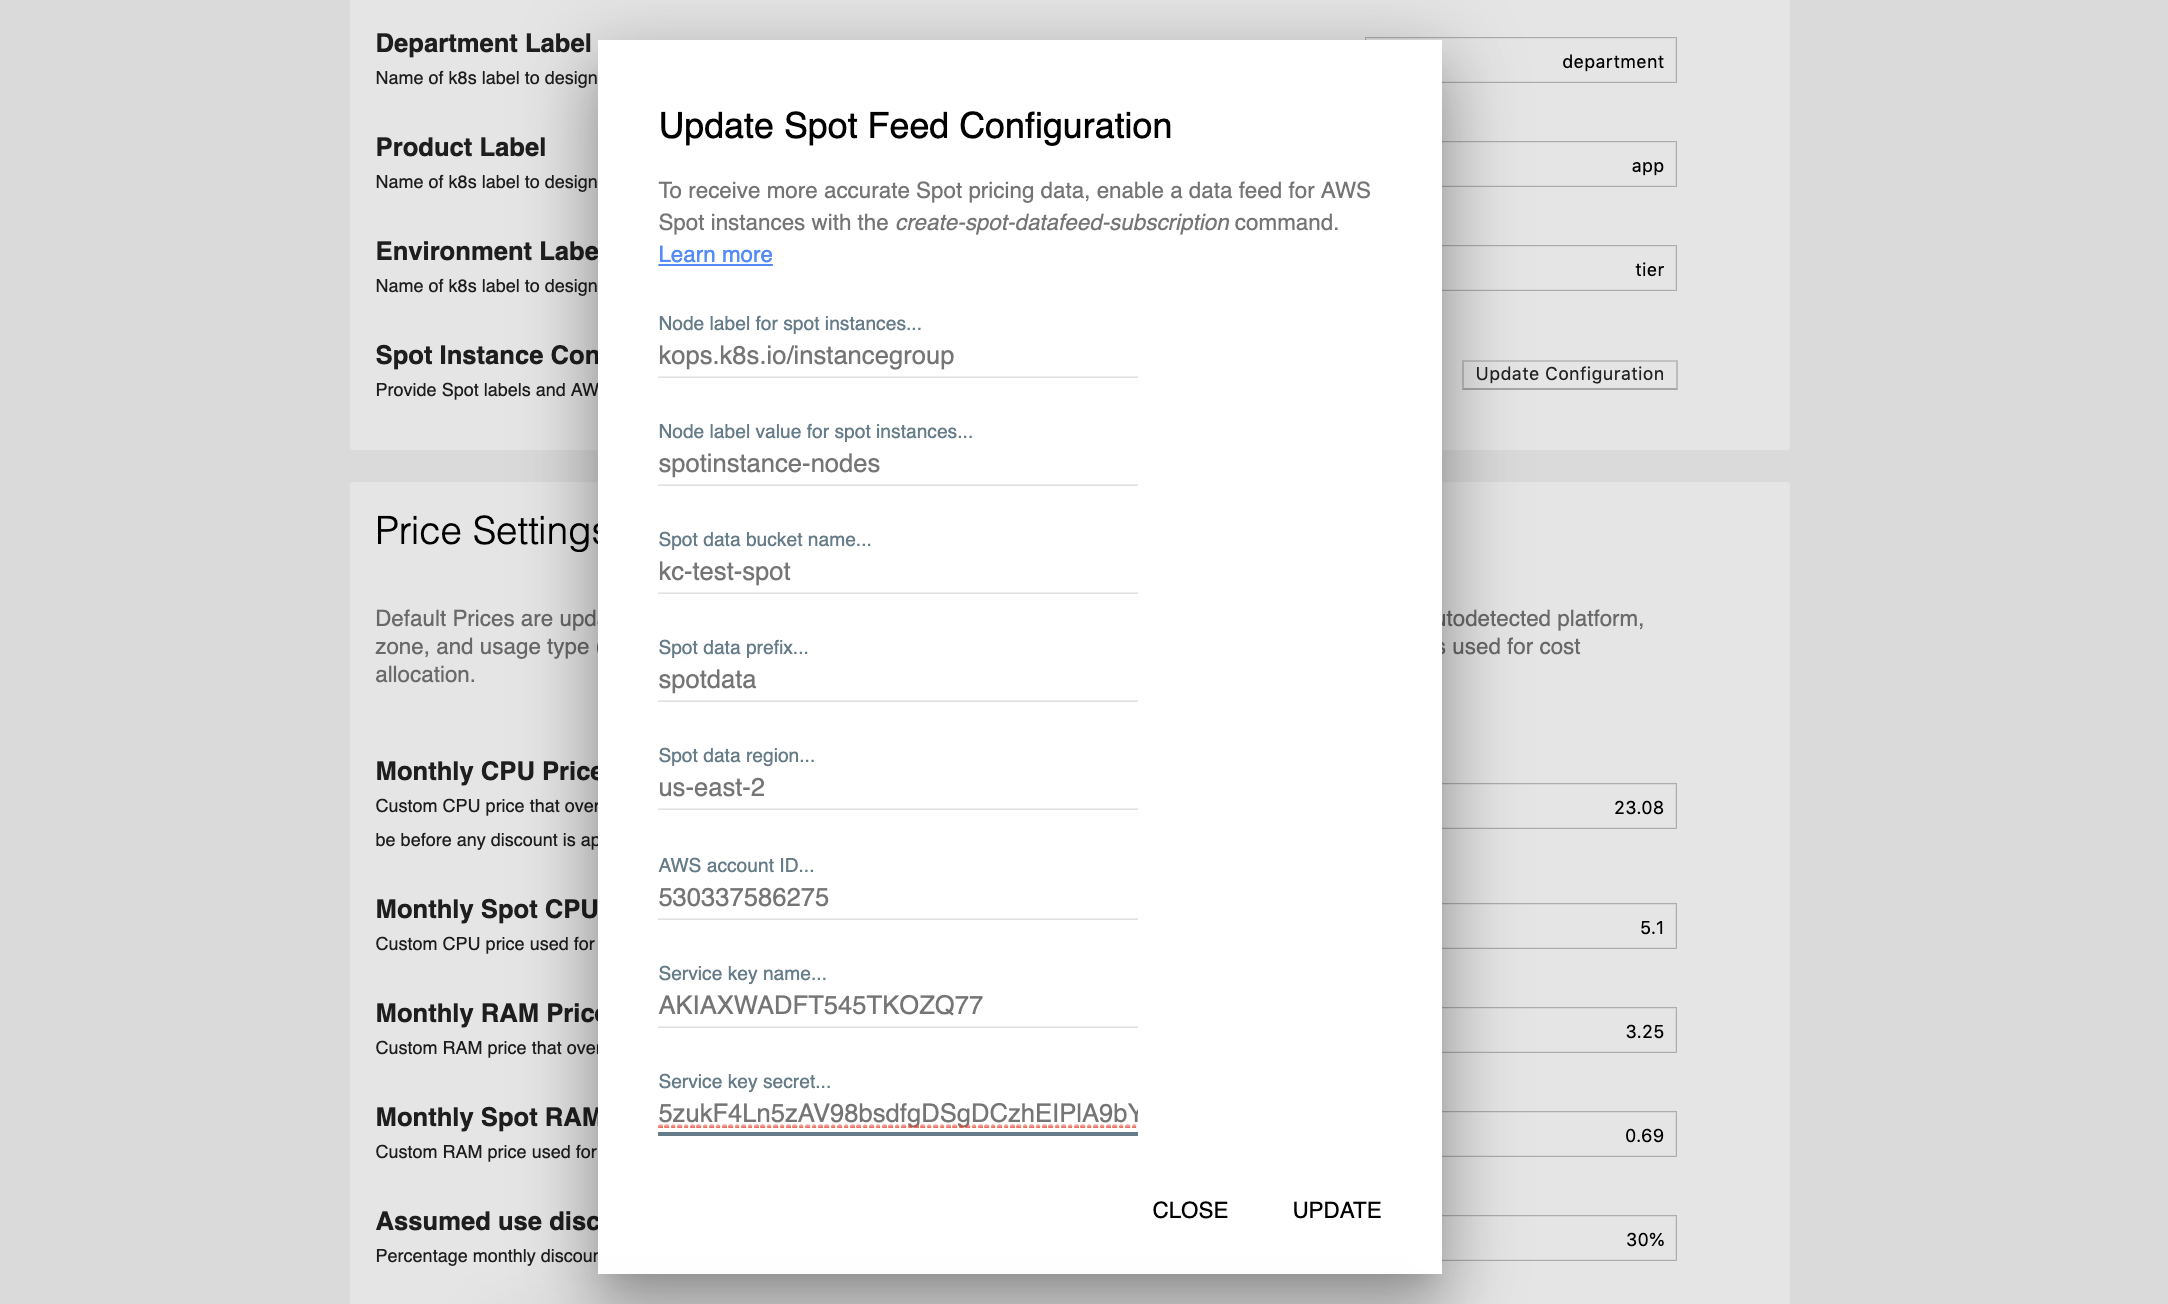 Department Label
Name of k8s label to design
department
Product Label
Name of k8s label to design
app
Environment Labe
Name of k8s label to design
tier
Spot Instance Con
Provide Spot labels and AW
Update Configuration
Price Settings
Default Prices are upd
utodetected platform,
zone, and usage type
s used for cost
allocation.
Monthly CPU Price
Custom CPU price that over
be before any discount is ap
23.08
Monthly Spot CPU
Custom CPU price used for
5.1
Monthly RAM Price
Custom RAM price that over
3.25
Monthly Spot RAM
Custom RAM price used for
0.69
Assumed use disc
Percentage monthly discoun
30%
Update Spot Feed Configuration
To receive more accurate Spot pricing data, enable a data feed for AWS
Spot instances with the create-spot-datafeed-subscription command.
Learn more
Node label for spot instances...
kops.k8s.io/instancegroup
Node label value for spot instances...
spotinstance-nodes
Spot data bucket name...
kc-test-spot
Spot data prefix...
spotdata
Spot data region...
us-east-2
AWS account ID...
530337586275
Service key name...
AKIAXWADFT545TKOZQ77
Service key secret...
5zukF4Ln5zAV98bsdfgDSgDCzhEIPlA9bY
CLOSE
UPDATE